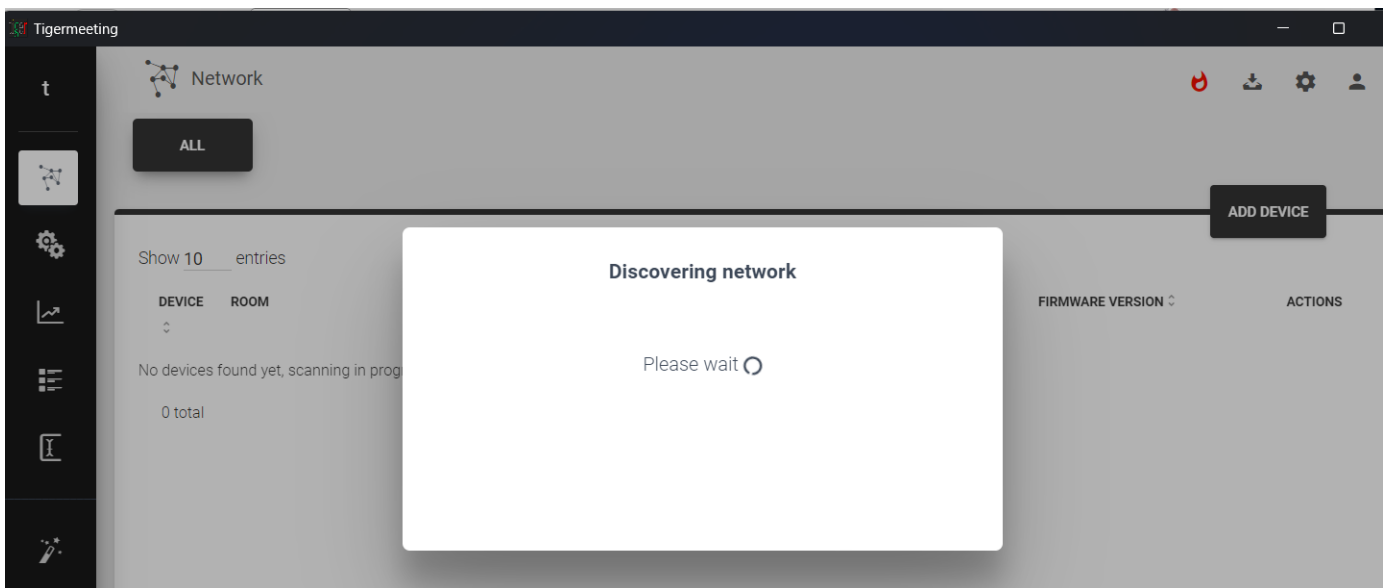 Tigermeeting
t
Network
ALL
ADD DEVICE
Show 10 entries
Discovering network
DEVICE ROOM FIRMWARE VERSION ACTIONS
Please wait
No devices found yet, scanning in prog
0 total